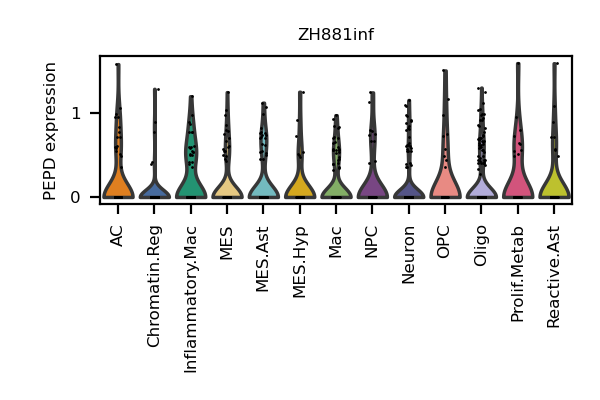 ZH881inf
PEPD expression
1
0
AC
Chromatin.Reg
Inflammatory.Mac
MES
MES.Ast
MES.Hyp
Mac
NPC
Neuron
OPC
Oligo
Prolif.Metab
Reactive.Ast